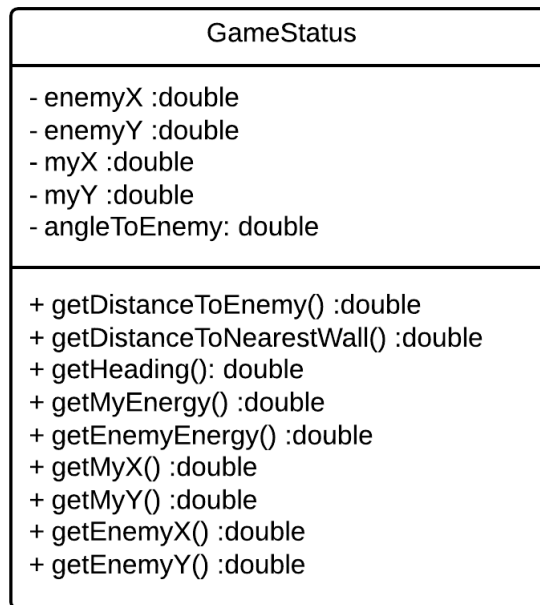 GameStatus
- enemyX :double
- enemyY :double
- myX :double
- myY :double
- angleToEnemy: double
+ getDistanceToEnemy() :double
+ getDistanceToNearestWall() :double
+ getHeading(): double
+ getMyEnergy() :double
+ getEnemyEnergy() :double
+ getMyX() :double
+ getMyY() :double
+ getEnemyX() :double
+ getEnemyY() :double